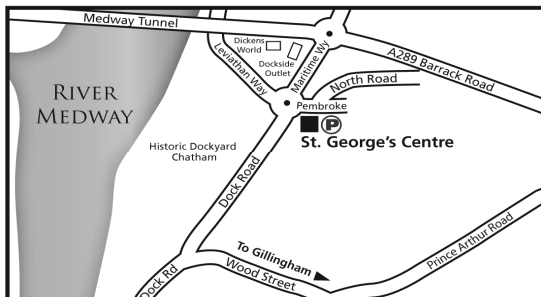 Medway Tunnel
Dickens
World
Dockside
Outlet
Leviathan Way
Maritime Wy
A289 Barrack Road
North Road
Pembroke
P
St. George's Centre
RIVER
MEDWAY
Historic Dockyard
Chatham
Dock Road
To Gillingham
Wood Street
Prince Arthur Road
Dock Rd